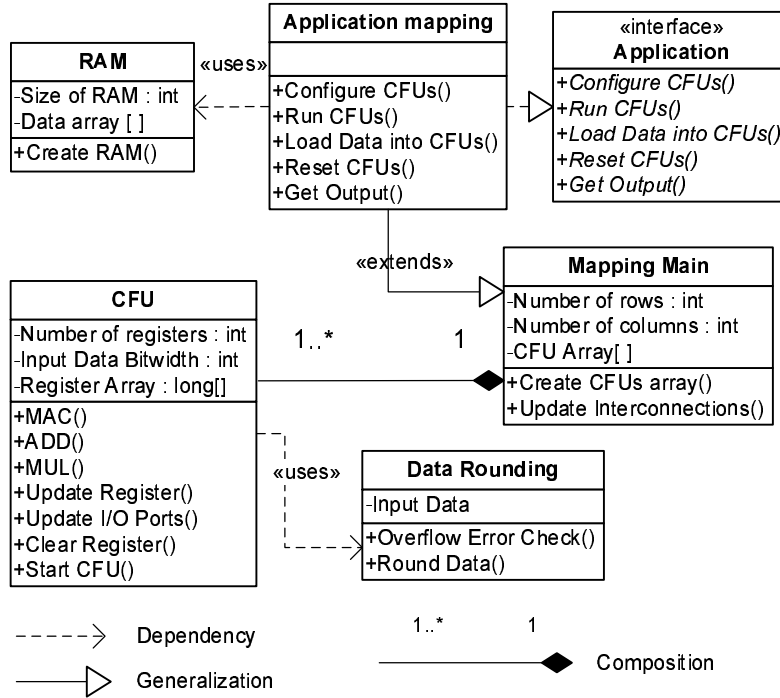 RAM
-Size of RAM : int
-Data array [ ]
+Create RAM()
«uses»
Application mapping
+Configure CFUs()
+Run CFUs()
+Load Data into CFUs()
+Reset CFUs()
+Get Output()
«interface»
Application
+Configure CFUs()
+Run CFUs()
+Load Data into CFUs()
+Reset CFUs()
+Get Output()
«extends»
Mapping Main
-Number of rows : int
-Number of columns : int
-CFU Array[ ]
+Create CFUs array()
+Update Interconnections()
CFU
-Number of registers : int
-Input Data Bitwidth : int
-Register Array : long[]
+MAC()
+ADD()
+MUL()
+Update Register()
+Update I/O Ports()
+Clear Register()
+Start CFU()
1..*
1
«uses»
Data Rounding
-Input Data
+Overflow Error Check()
+Round Data()
Dependency
Generalization
1..*
1
Composition